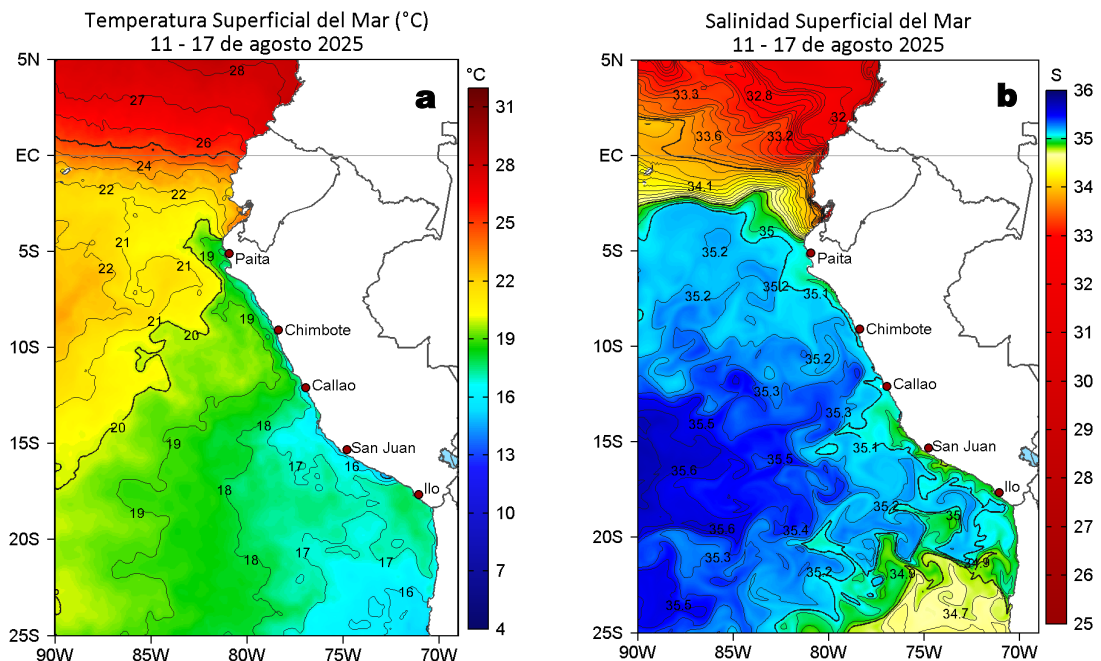 Temperatura Superficial del Mar (°C)
11 - 17 de agosto 2025
5N
EC
5S
10S
15S
20S
25S
90W
85W
80W
75W
70W
a
28
27
26
24
22
22
21
19
21
22
21
20
19
20
19
18
17
16
18
19
18
17
17
16
Paita
Chimbote
Callao
San Juan
Ilo
°C
31
28
25
22
19
16
13
10
7
4
Salinidad Superficial del Mar
11 - 17 de agosto 2025
5N
EC
5S
10S
15S
20S
25S
90W
85W
80W
75W
70W
b
33.3
32.8
32
33.6
33.2
34.1
35
35.2
35.2
35.1
35.2
35.2
35.3
35.3
35.5
35.1
35.5
35.6
35.2
35
35.6
35.4
35.3
35.2
34.9
34.9
35.5
34.7
Paita
Chimbote
Callao
San Juan
Ilo
S
36
35
34
33
32
31
30
29
28
27
26
25